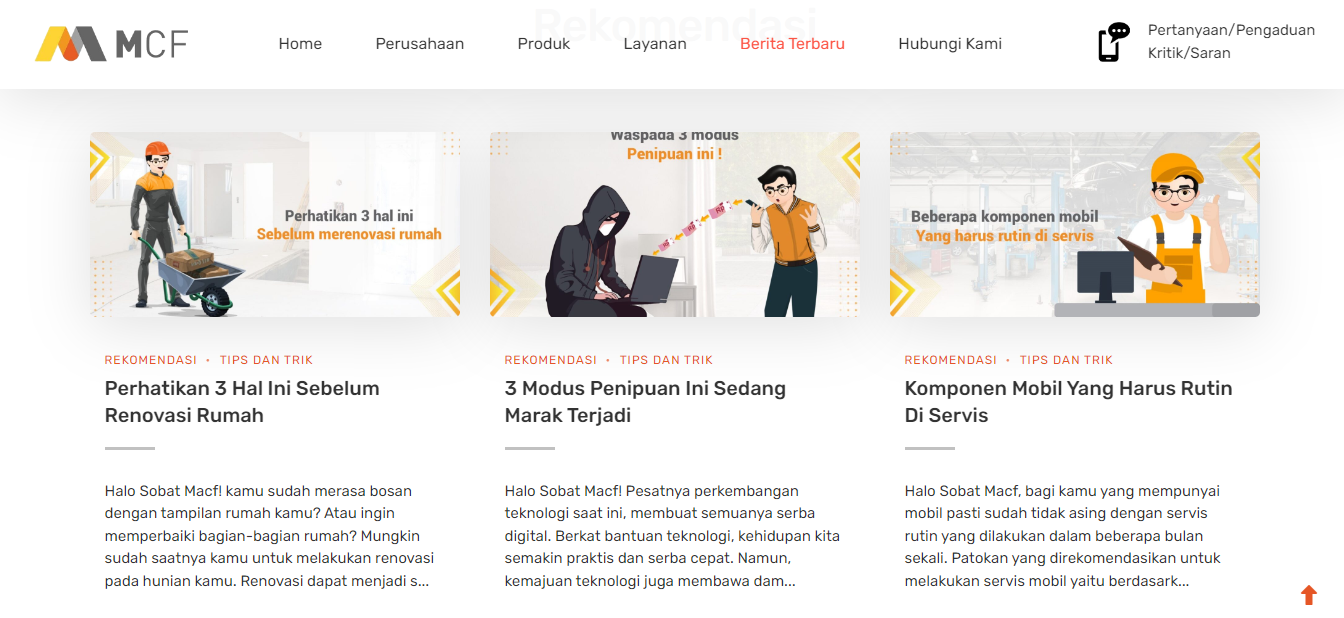 Rekomendasi
MCF
Home
Perusahaan
Produk
Layanan
Berita Terbaru
Hubungi Kami
Pertanyaan/Pengaduan
Kritik/Saran
Perhatikan 3 hal ini
Sebelum merenovasi rumah
Waspada 3 modus
Penipuan ini !
Rp
Rp
Rp
Beberapa komponen mobil
Yang harus rutin di servis
REKOMENDASI • TIPS DAN TRIK
Perhatikan 3 Hal Ini Sebelum
Renovasi Rumah
Halo Sobat Macf! kamu sudah merasa bosan
dengan tampilan rumah kamu? Atau ingin
memperbaiki bagian-bagian rumah? Mungkin
sudah saatnya kamu untuk melakukan renovasi
pada hunian kamu. Renovasi dapat menjadi s...
REKOMENDASI • TIPS DAN TRIK
3 Modus Penipuan Ini Sedang
Marak Terjadi
Halo Sobat Macf! Pesatnya perkembangan
teknologi saat ini, membuat semuanya serba
digital. Berkat bantuan teknologi, kehidupan kita
semakin praktis dan serba cepat. Namun,
kemajuan teknologi juga membawa dam...
REKOMENDASI • TIPS DAN TRIK
Komponen Mobil Yang Harus Rutin
Di Servis
Halo Sobat Macf, bagi kamu yang mempunyai
mobil pasti sudah tidak asing dengan servis
rutin yang dilakukan dalam beberapa bulan
sekali. Patokan yang direkomendasikan untuk
melakukan servis mobil yaitu berdasark...